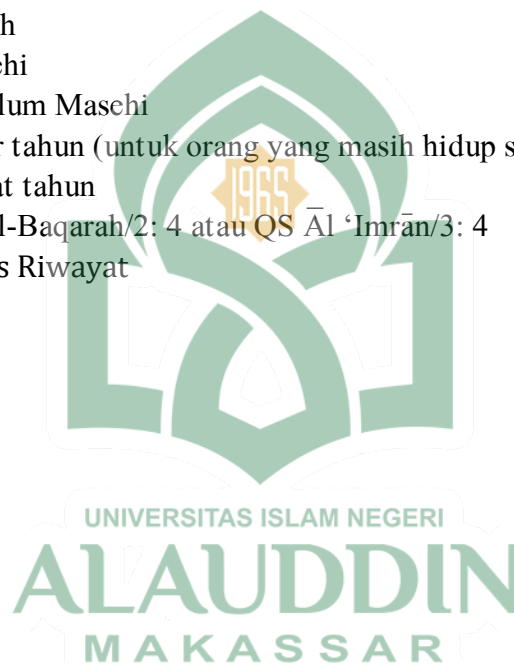 h
ehi
lum Masehi
r tahun (untuk orang yang masih hidup s
at tahun
l-Baqarah/2: 4 atau QS Āl ‘Imrān/3: 4
s Riwayat
1965
UNIVERSITAS ISLAM NEGERI
ALAUDDIN
MAKASSAR